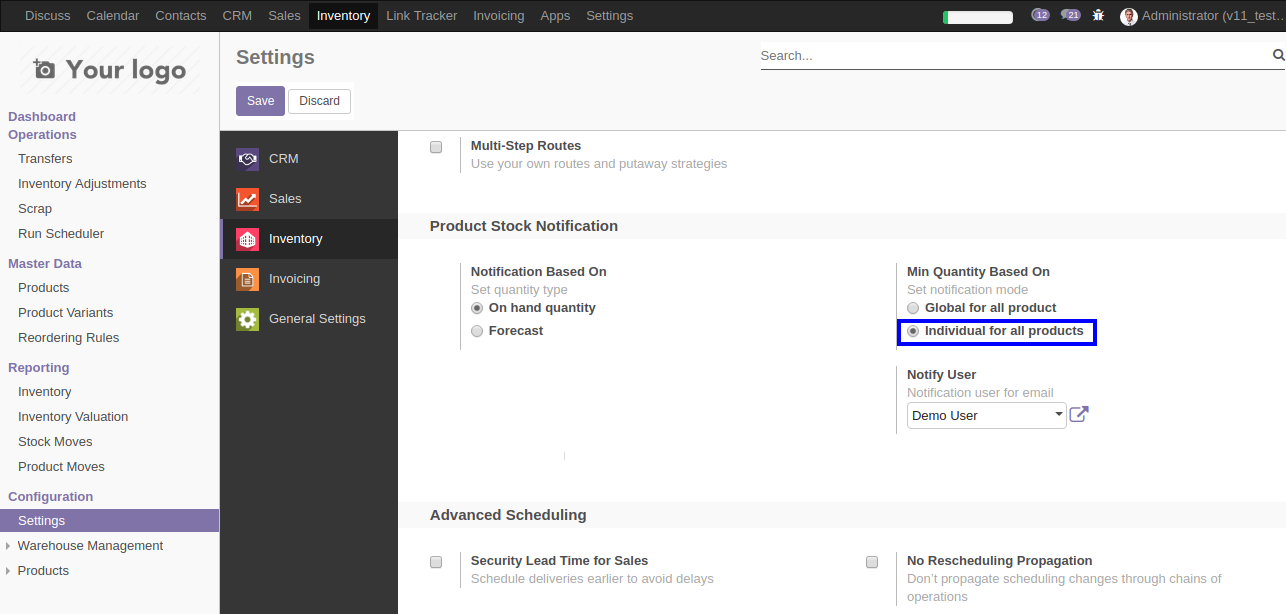 Discuss Calendar Contacts CRM Sales Inventory Link Tracker Invoicing Apps Settings 12 21 Administrator (v11_test...
Your logo
Dashboard
Operations
Transfers
Inventory Adjustments
Scrap
Run Scheduler
Master Data
Products
Product Variants
Reordering Rules
Reporting
Inventory
Inventory Valuation
Stock Moves
Product Moves
Configuration
Settings
Warehouse Management
Products
Settings
Search...
Save Discard
CRM
Sales
Inventory
Invoicing
General Settings
Multi-Step Routes
Use your own routes and putaway strategies
Product Stock Notification
Notification Based On
Set quantity type
On hand quantity
Forecast
Min Quantity Based On
Set notification mode
Global for all product
Individual for all products
Notify User
Notification user for email
Demo User
Advanced Scheduling
Security Lead Time for Sales
Schedule deliveries earlier to avoid delays
No Rescheduling Propagation
Don't propagate scheduling changes through chains of
operations